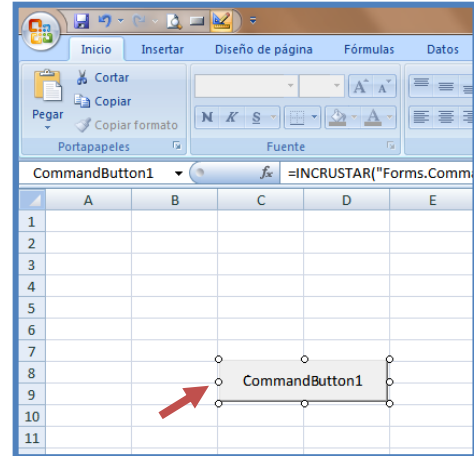 Inicio Insertar Diseño de página Fórmulas Datos
Pegar
Cortar
Copiar
Copiar formato
N K S A A A
Portapapeles Fuente
CommandButton1 fx =INCRUSTAR("Forms.Comma
A B C D E
1
2
3
4
5
6
7
8 CommandButton1
9
10
11